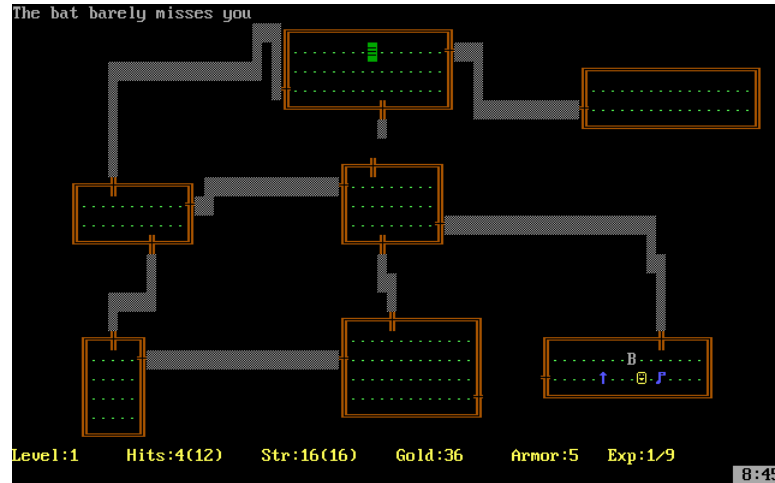 The bat barely misses you
B
Level:1 Hits:4(12) Str:16(16) Gold:36 Armor:5 Exp:1/9
8:45